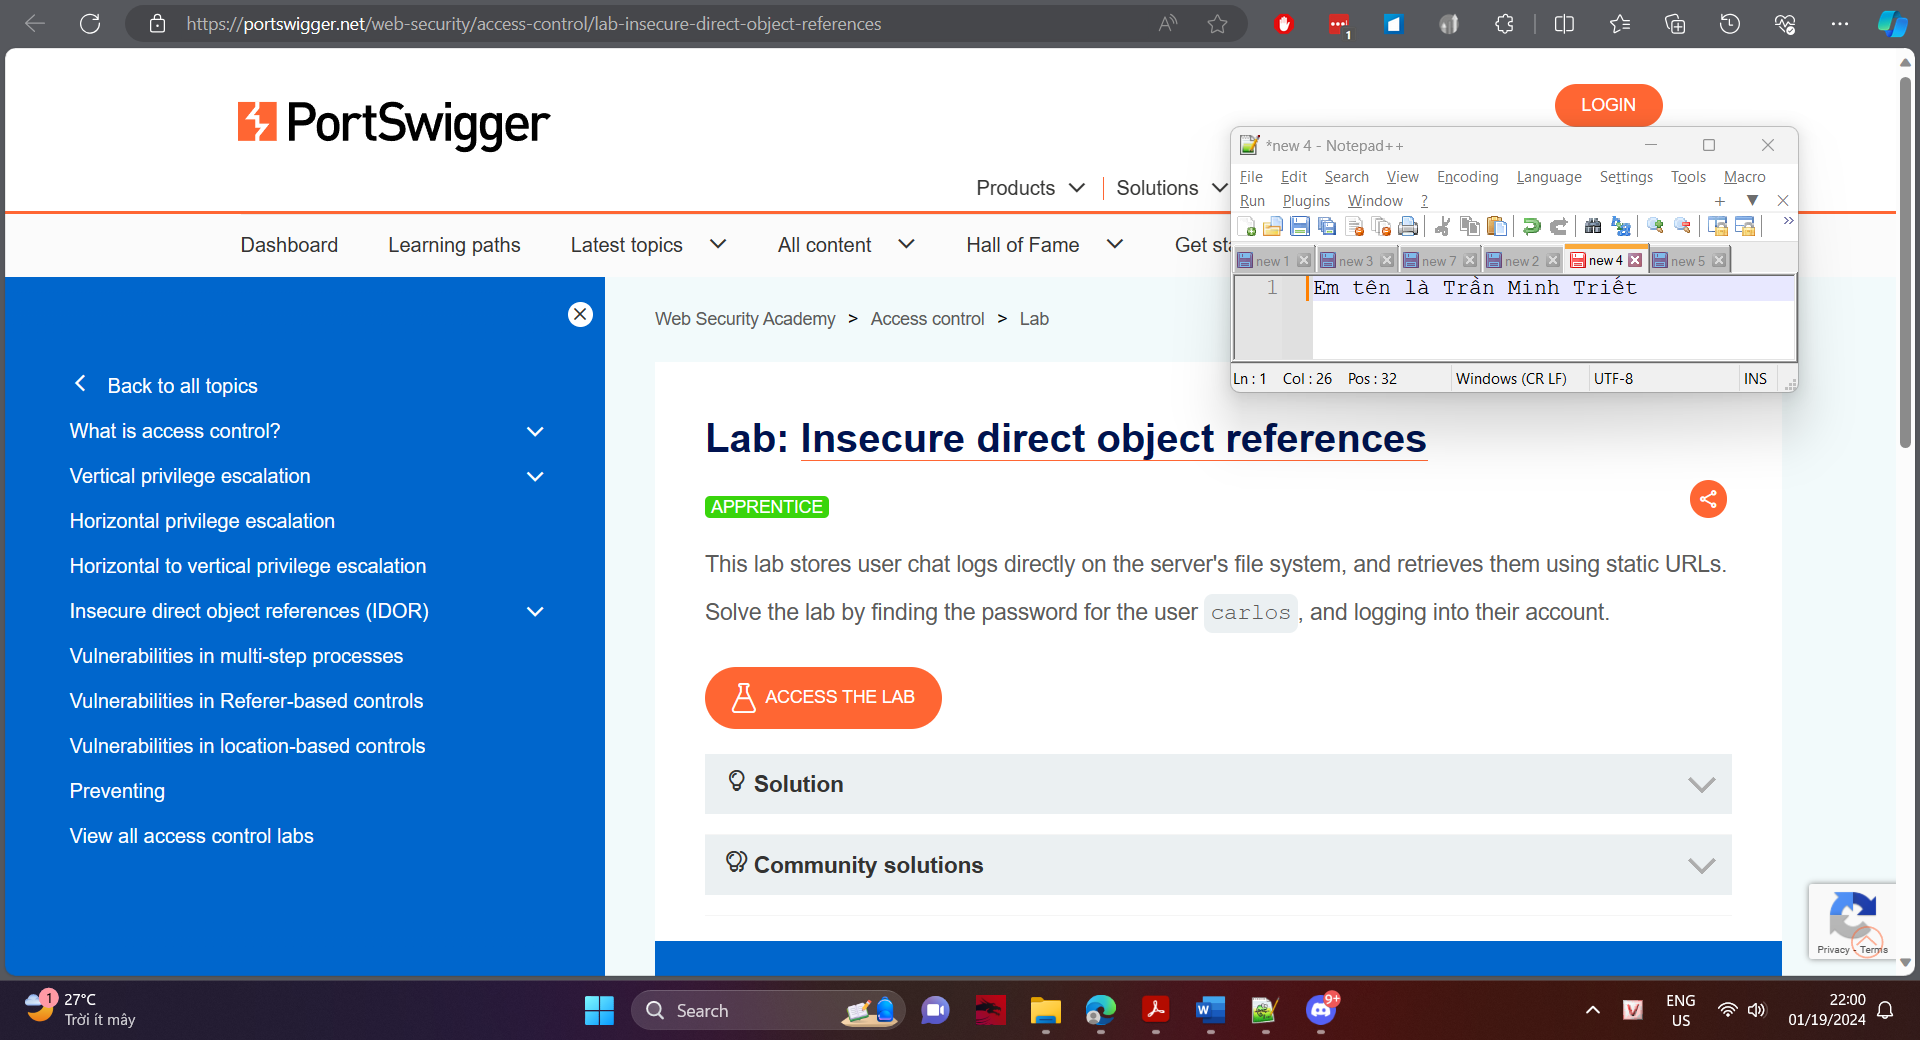 https://portswigger.net/web-security/access-control/lab-insecure-direct-object-references
1
PortSwigger
LOGIN
Products
Solutions
Dashboard
Learning paths
Latest topics
All content
Hall of Fame
Get sta
*new 4 - Notepad++
File Edit Search View Encoding Language Settings Tools Macro
Run Plugins Window ?
new 1 new 3 new 7 new 2 new 4 new 5
1 Em tên là Trần Minh Triết
Ln : 1 Col : 26 Pos : 32 Windows (CR LF) UTF-8 INS
Back to all topics
What is access control?
Vertical privilege escalation
Horizontal privilege escalation
Horizontal to vertical privilege escalation
Insecure direct object references (IDOR)
Vulnerabilities in multi-step processes
Vulnerabilities in Referer-based controls
Vulnerabilities in location-based controls
Preventing
View all access control labs
Web Security Academy > Access control > Lab
Lab: Insecure direct object references
APPRENTICE
This lab stores user chat logs directly on the server's file system, and retrieves them using static URLs.
Solve the lab by finding the password for the user carlos, and logging into their account.
ACCESS THE LAB
Solution
Community solutions
Privacy - Terms
1
27°C
Trời ít mây
Search
9+
V
ENG
US
22:00
01/19/2024